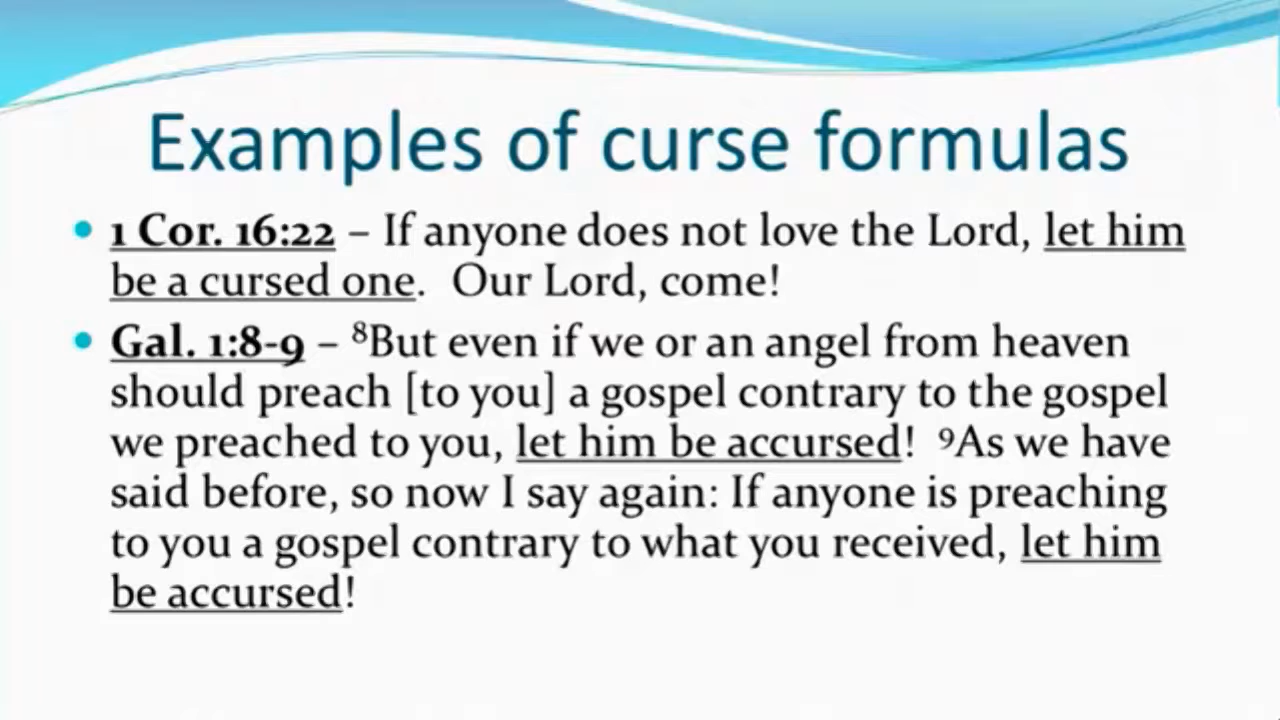 Examples of curse formulas
• 1 Cor. 16:22 – If anyone does not love the Lord, let him
be a cursed one. Our Lord, come!
• Gal. 1:8-9 – ⁸But even if we or an angel from heaven
should preach [to you] a gospel contrary to the gospel
we preached to you, let him be accursed! ⁹As we have
said before, so now I say again: If anyone is preaching
to you a gospel contrary to what you received, let him
be accursed!